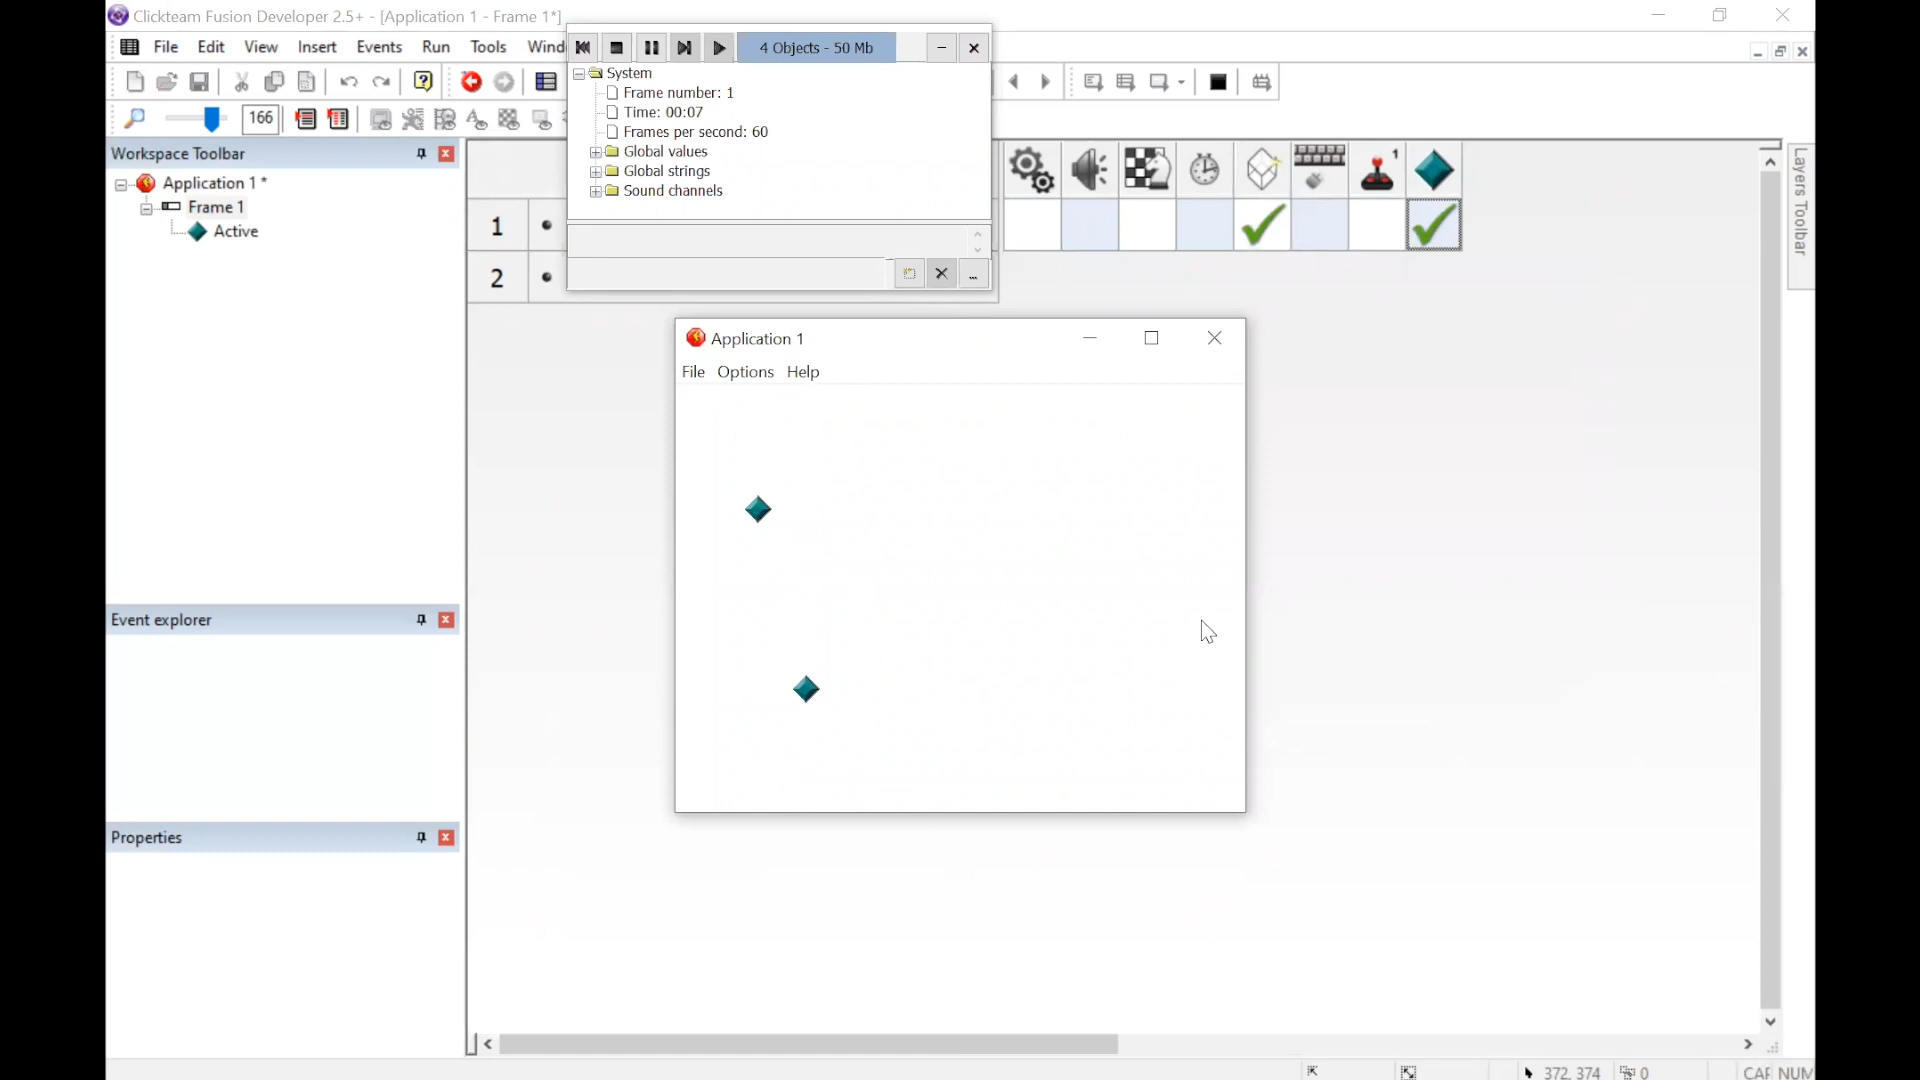 Clickteam Fusion Developer 2.5+ - [Application 1 - Frame 1*]
File Edit View Insert Events Run Tools Wind
4 Objects - 50 Mb
System
Frame number: 1
Time: 00:07
Frames per second: 60
Global values
Global strings
Sound channels
...
166
Workspace Toolbar
Application 1 *
Frame 1
Active
1
2
1
Layers Toolbar
Application 1
File Options Help
Event explorer
Properties
372, 374
0
CAF NUM